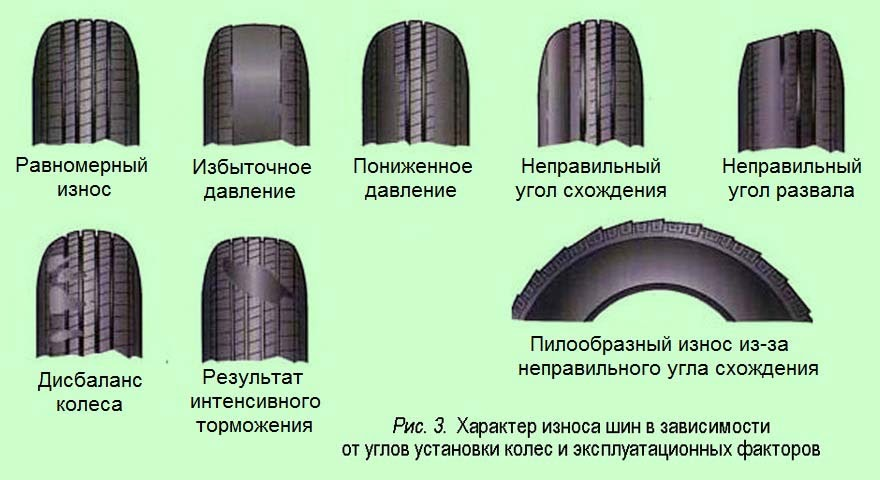 Равномерный
износ
Избыточное
давление
Пониженное
давление
Неправильный
угол схождения
Неправильный
угол развала
Дисбаланс
колеса
Результат
интенсивного
торможения
Пилообразный износ из-за
неправильного угла схождения
Рис. 3. Характер износа шин в зависимости
от углов установки колес и эксплуатационных факторов